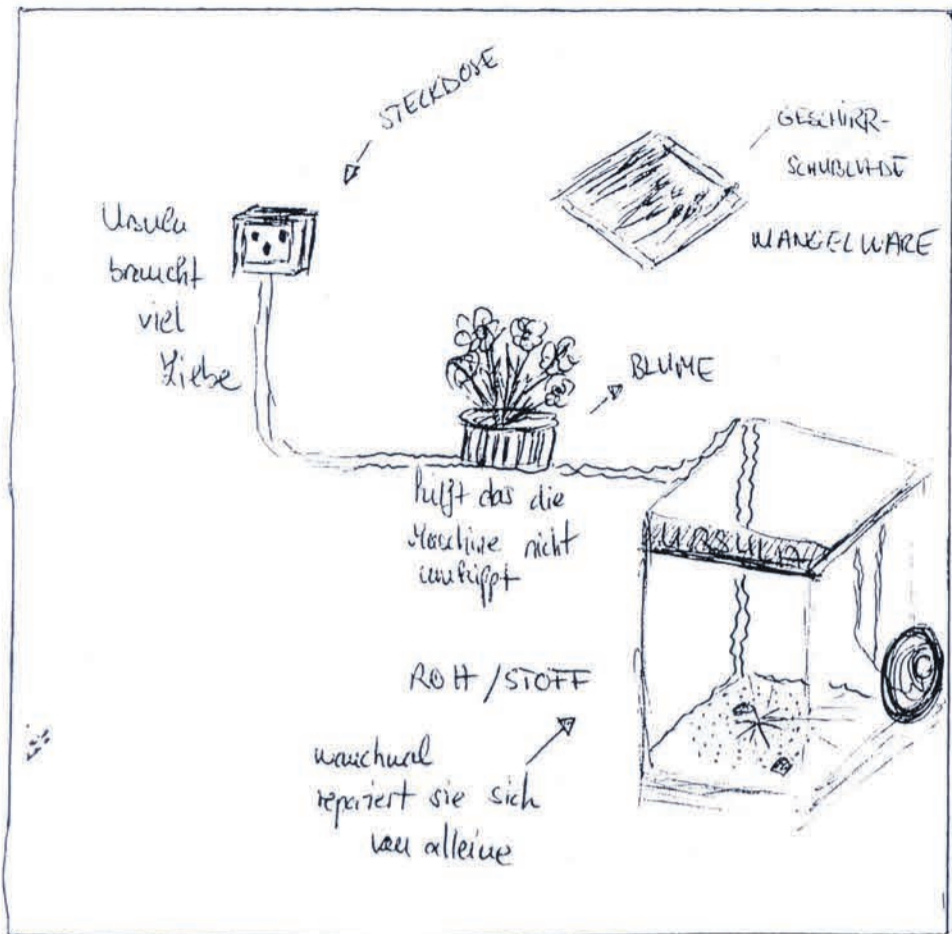 STECKDOSE
GESCHIRR-
SCHUBLADE
MANGELWARE
Ursula
braucht
viel
Liebe
BLUME
hilft das die
Maschine nicht
umkippt
URSULA
ROH/STOFF
manchmal
repariert sie sich
von alleine